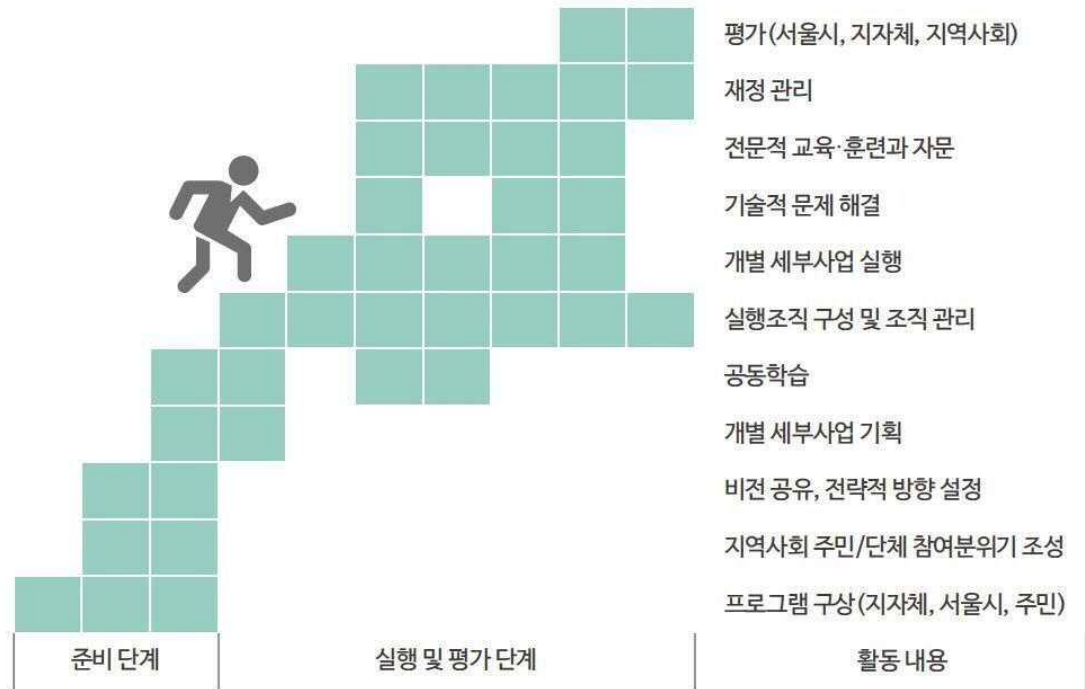 평가(서울시, 지자체, 지역사회)
재정 관리
전문적 교육·훈련과 자문
기술적 문제 해결
개별 세부사업 실행
실행조직 구성 및 조직 관리
공동학습
개별 세부사업 기획
비전 공유, 전략적 방향 설정
지역사회 주민/단체 참여분위기 조성
프로그램 구상(지자체, 서울시, 주민)
준비 단계
실행 및 평가 단계
활동 내용